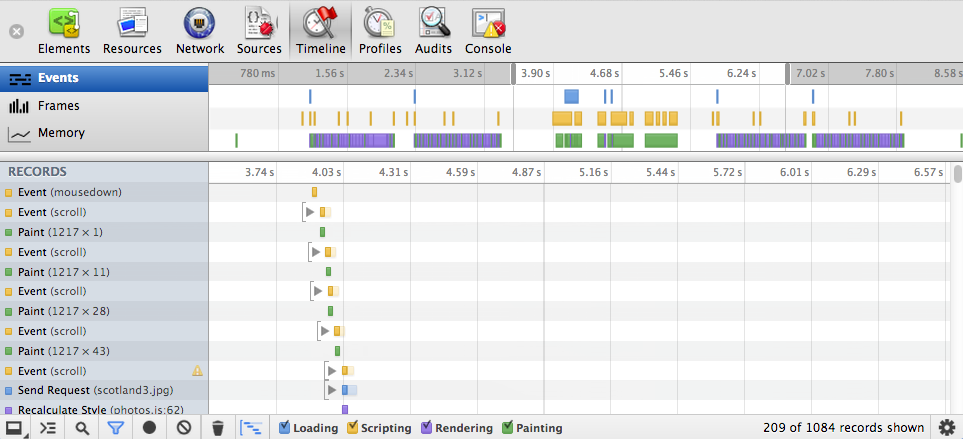 Elements Resources Network Sources Timeline Profiles Audits Console
Events
Frames
Memory
780 ms 1.56 s 2.34 s 3.12 s 3.90 s 4.68 s 5.46 s 6.24 s 7.02 s 7.80 s 8.58 s
RECORDS
3.74 s 4.03 s 4.31 s 4.59 s 4.87 s 5.16 s 5.44 s 5.72 s 6.01 s 6.29 s 6.57 s
Event (mousedown)
Event (scroll)
Paint (1217 × 1)
Event (scroll)
Paint (1217 × 11)
Event (scroll)
Paint (1217 × 28)
Event (scroll)
Paint (1217 × 43)
Event (scroll)
Send Request (scotland3.jpg)
Recalculate Style (photos.js:62)
Loading Scripting Rendering Painting 209 of 1084 records shown